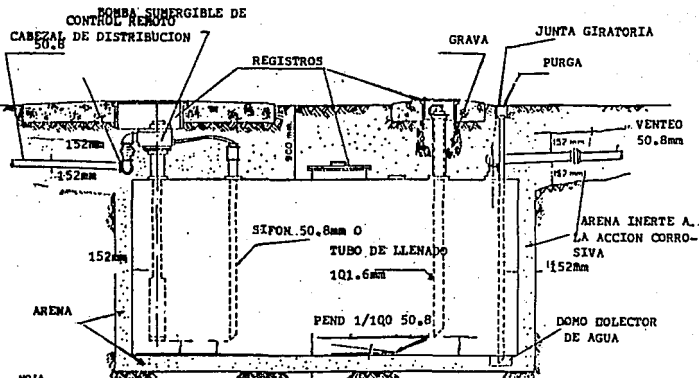 BOMBA SUMERGIBLE DE
CONTROL REMOTO
CABEZAL DE DISTRIBUCION
50.8
REGISTROS
GRAVA
JUNTA GIRATORIA
PURGA
VENTEO
50.8mm
152mm
152mm
900 mm.
157 mm
157 mm
SIFON 50.8mm O
TUBO DE LLENADO
101.6mm
ARENA INERTE A
LA ACCION CORRO-
SIVA
152mm
152mm
ARENA
PEND 1/100 50.8
DOMO DOLECTOR
DE AGUA